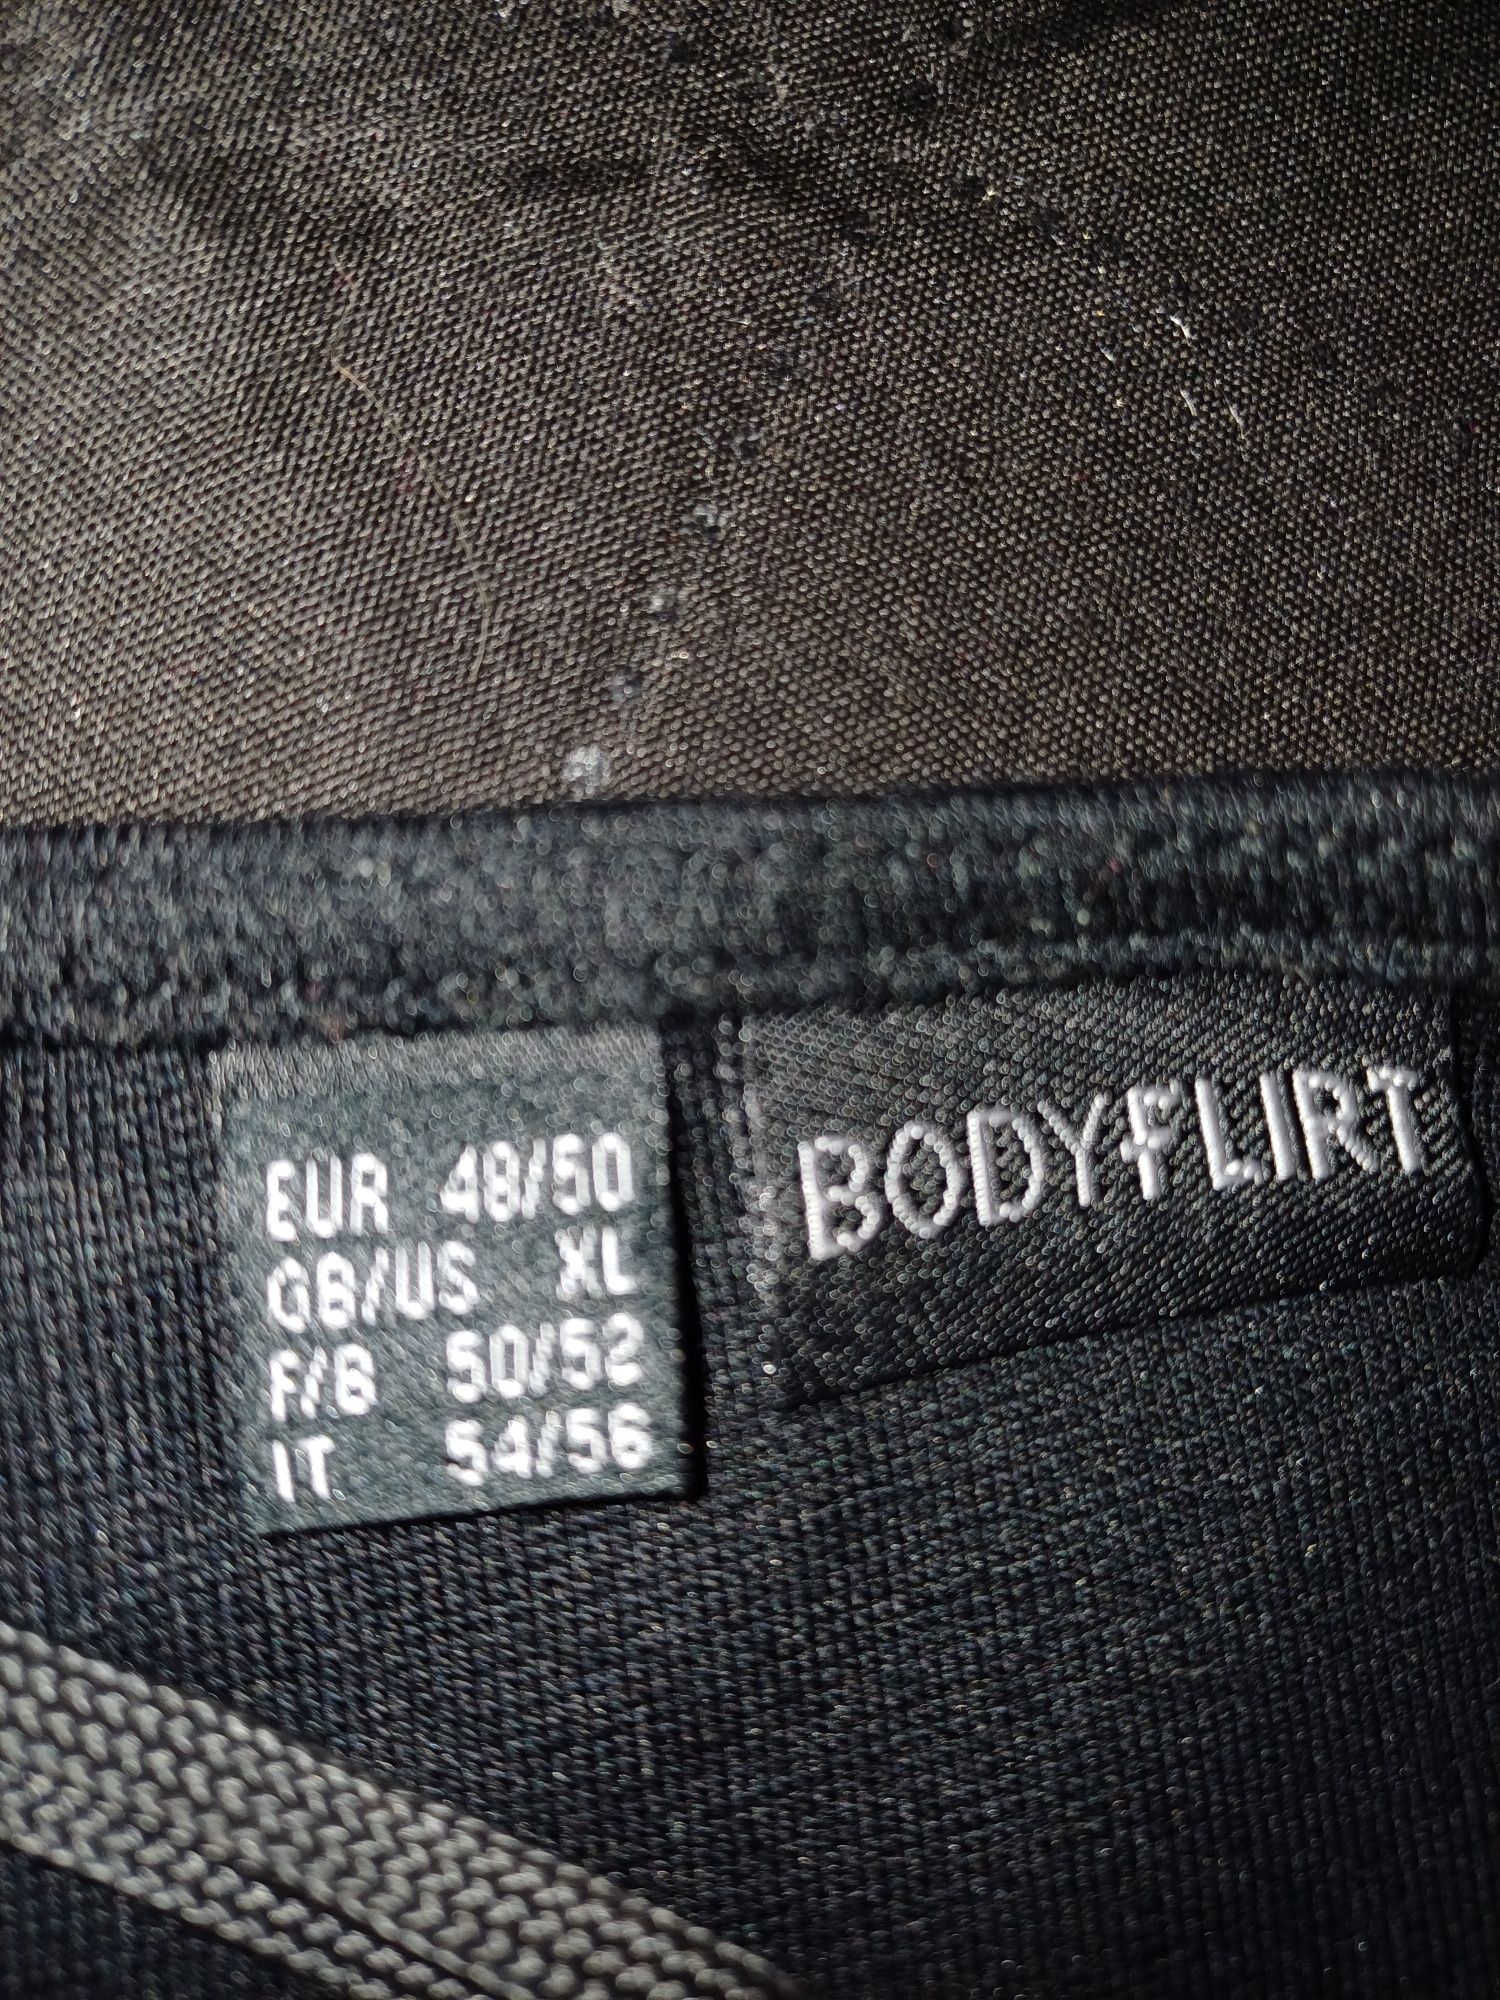 EUR 48/50
GB/US XL
F/B 50/52
IT 54/56
BODYFLIRT